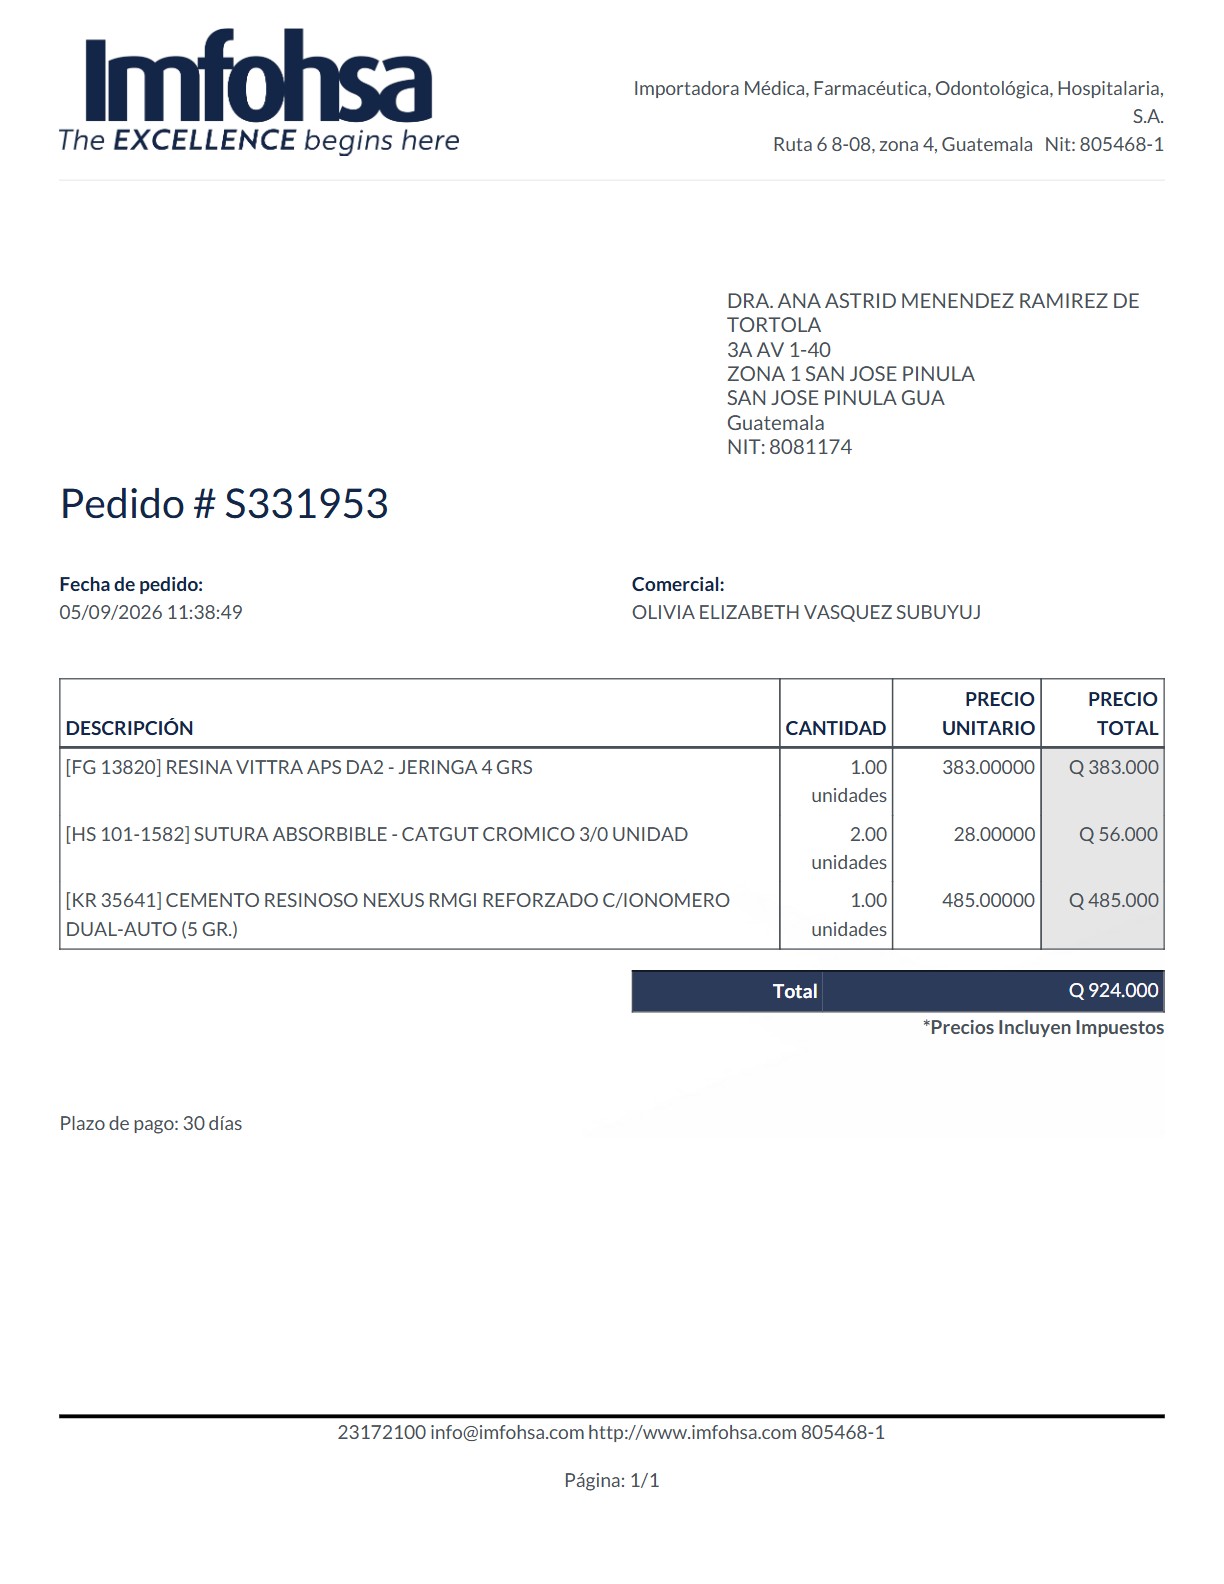 Imfohsa
The EXCELLENCE begins here
Importadora Médica, Farmacéutica, Odontológica, Hospitalaria,
S.A.
Ruta 6 8-08, zona 4, Guatemala Nit: 805468-1
DRA. ANA ASTRID MENENDEZ RAMIREZ DE
TORTOLA
3A AV 1-40
ZONA 1 SAN JOSE PINULA
SAN JOSE PINULA GUA
Guatemala
NIT: 8081174
Pedido # S331953
Fecha de pedido: Comercial:
05/09/2026 11:38:49 OLIVIA ELIZABETH VASQUEZ SUBUYUJ
PRECIO PRECIO
DESCRIPCIÓN CANTIDAD UNITARIO TOTAL
[FG 13820] RESINA VITTRA APS DA2 - JERINGA 4 GRS 1.00 383.00000 Q 383.000
unidades
[HS 101-1582] SUTURA ABSORBIBLE - CATGUT CROMICO 3/0 UNIDAD 2.00 28.00000 Q 56.000
unidades
[KR 35641] CEMENTO RESINOSO NEXUS RMGI REFORZADO C/IONOMERO 1.00 485.00000 Q 485.000
DUAL-AUTO (5 GR.) unidades
Total Q 924.000
*Precios Incluyen Impuestos
Plazo de pago: 30 días
23172100 info@imfohsa.com http://www.imfohsa.com 805468-1
Página: 1/1